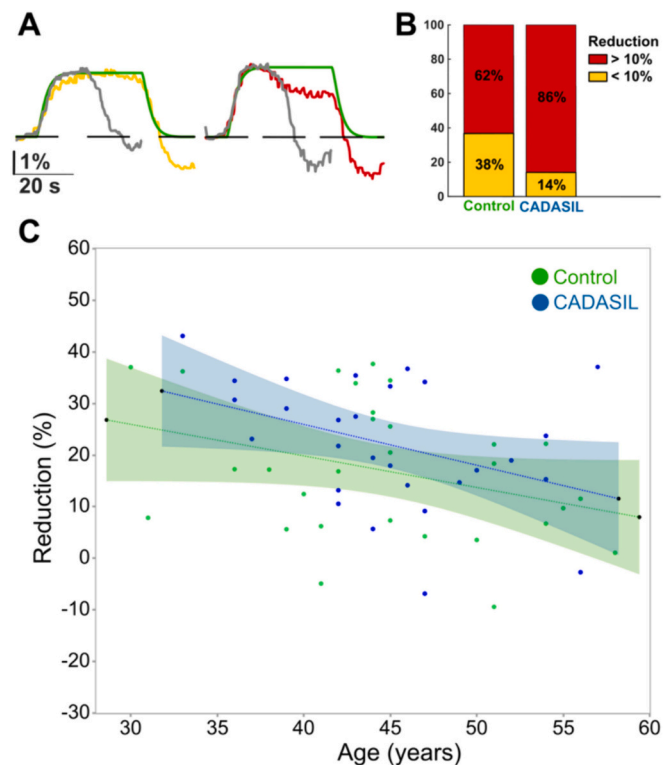 A
1%
20 s
B
100
80
60
40
20
0
62%
38%
86%
14%
Control
CADASIL
Reduction
> 10%
< 10%
C
60
50
40
30
20
10
0
-10
-20
-30
Reduction (%)
Control
CADASIL
30
35
40
45
50
55
60
Age (years)